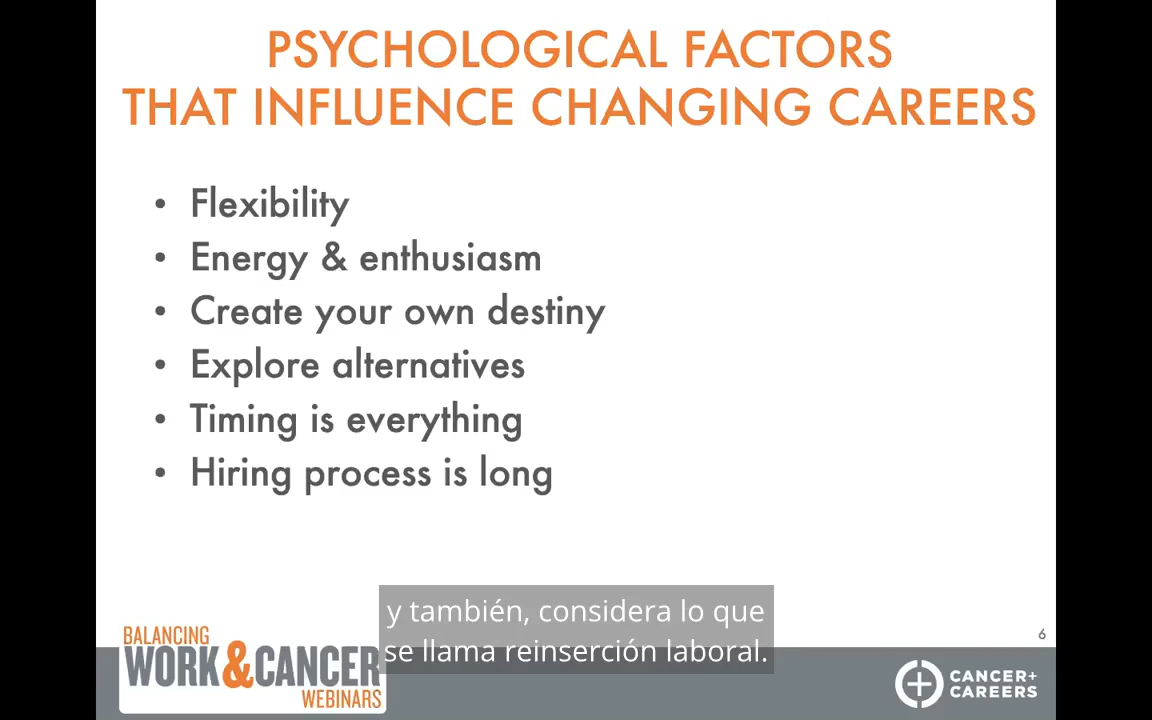 PSYCHOLOGICAL FACTORS
THAT INFLUENCE CHANGING CAREERS
• Flexibility
• Energy & enthusiasm
• Create your own destiny
• Explore alternatives
• Timing is everything
• Hiring process is long
y también, considera lo que
se llama reinserción laboral.
6
BALANCING
WORK & CANCER
WEBINARS
CANCER+
CAREERS